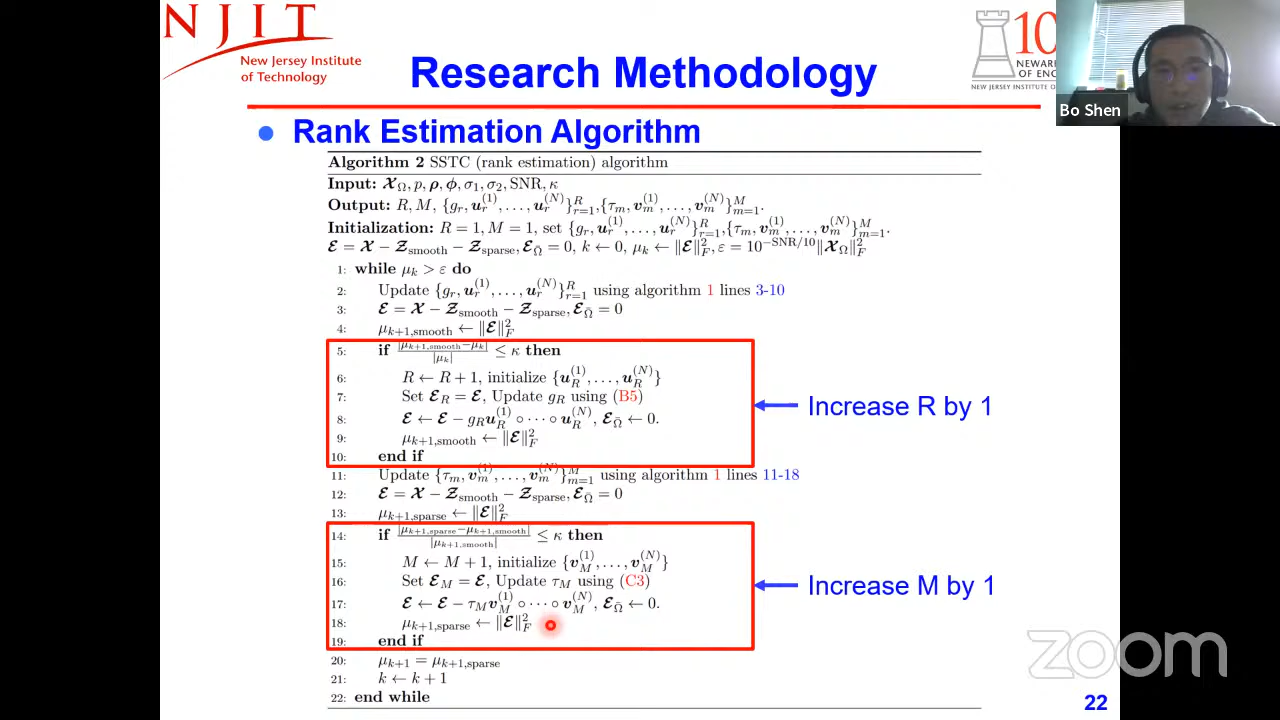 NJIT
New Jersey Institute
of Technology
Research Methodology
10
NEWARK
OF
NEW JERSEY INSTITUTE OF
Bo Shen
● Rank Estimation Algorithm
Algorithm 2 SSTC (rank estimation) algorithm
Input: 𝓧_Ω, p, ρ, ϕ, σ₁, σ₂, SNR, κ
Output: R, M, {g_r, u_r^(1), …, u_r^(N)}_{r=1}^R, {τ_m, v_m^(1), …, v_m^(N)}_{m=1}^M.
Initialization: R = 1, M = 1, set {g_r, u_r^(1), …, u_r^(N)}_{r=1}^R, {τ_m, v_m^(1), …, v_m^(N)}_{m=1}^M.
𝓔 = 𝓧 − 𝓩_smooth − 𝓩_sparse, 𝓔_Ω̄ = 0, k ← 0, μ_k ← ‖𝓔‖_F^2, ε = 10^{−SNR/10}‖𝓧_Ω‖_F^2
1: while μ_k > ε do
2: Update {g_r, u_r^(1), …, u_r^(N)}_{r=1}^R using algorithm 1 lines 3-10
3: 𝓔 = 𝓧 − 𝓩_smooth − 𝓩_sparse, 𝓔_Ω̄ = 0
4: μ_{k+1,smooth} ← ‖𝓔‖_F^2
5: if |μ_{k+1,smooth} − μ_k| / |μ_k| ≤ κ then
6: R ← R + 1, initialize {u_R^(1), …, u_R^(N)}
7: Set 𝓔_R = 𝓔, Update g_R using (B5)
Increase R by 1
8: 𝓔 ← 𝓔 − g_R u_R^(1) ∘ ⋯ ∘ u_R^(N), 𝓔_Ω̄ ← 0.
9: μ_{k+1,smooth} ← ‖𝓔‖_F^2
10: end if
11: Update {τ_m, v_m^(1), …, v_m^(N)}_{m=1}^M using algorithm 1 lines 11-18
12: 𝓔 = 𝓧 − 𝓩_smooth − 𝓩_sparse, 𝓔_Ω̄ = 0
13: μ_{k+1,sparse} ← ‖𝓔‖_F^2
14: if |μ_{k+1,sparse} − μ_{k+1,smooth}| / |μ_{k+1,smooth}| ≤ κ then
15: M ← M + 1, initialize {v_M^(1), …, v_M^(N)}
16: Set 𝓔_M = 𝓔, Update τ_M using (C3)
Increase M by 1
17: 𝓔 ← 𝓔 − τ_M v_M^(1) ∘ ⋯ ∘ v_M^(N), 𝓔_Ω̄ ← 0.
18: μ_{k+1,sparse} ← ‖𝓔‖_F^2
19: end if
20: μ_{k+1} = μ_{k+1,sparse}
21: k ← k + 1
22: end while
zoom
22